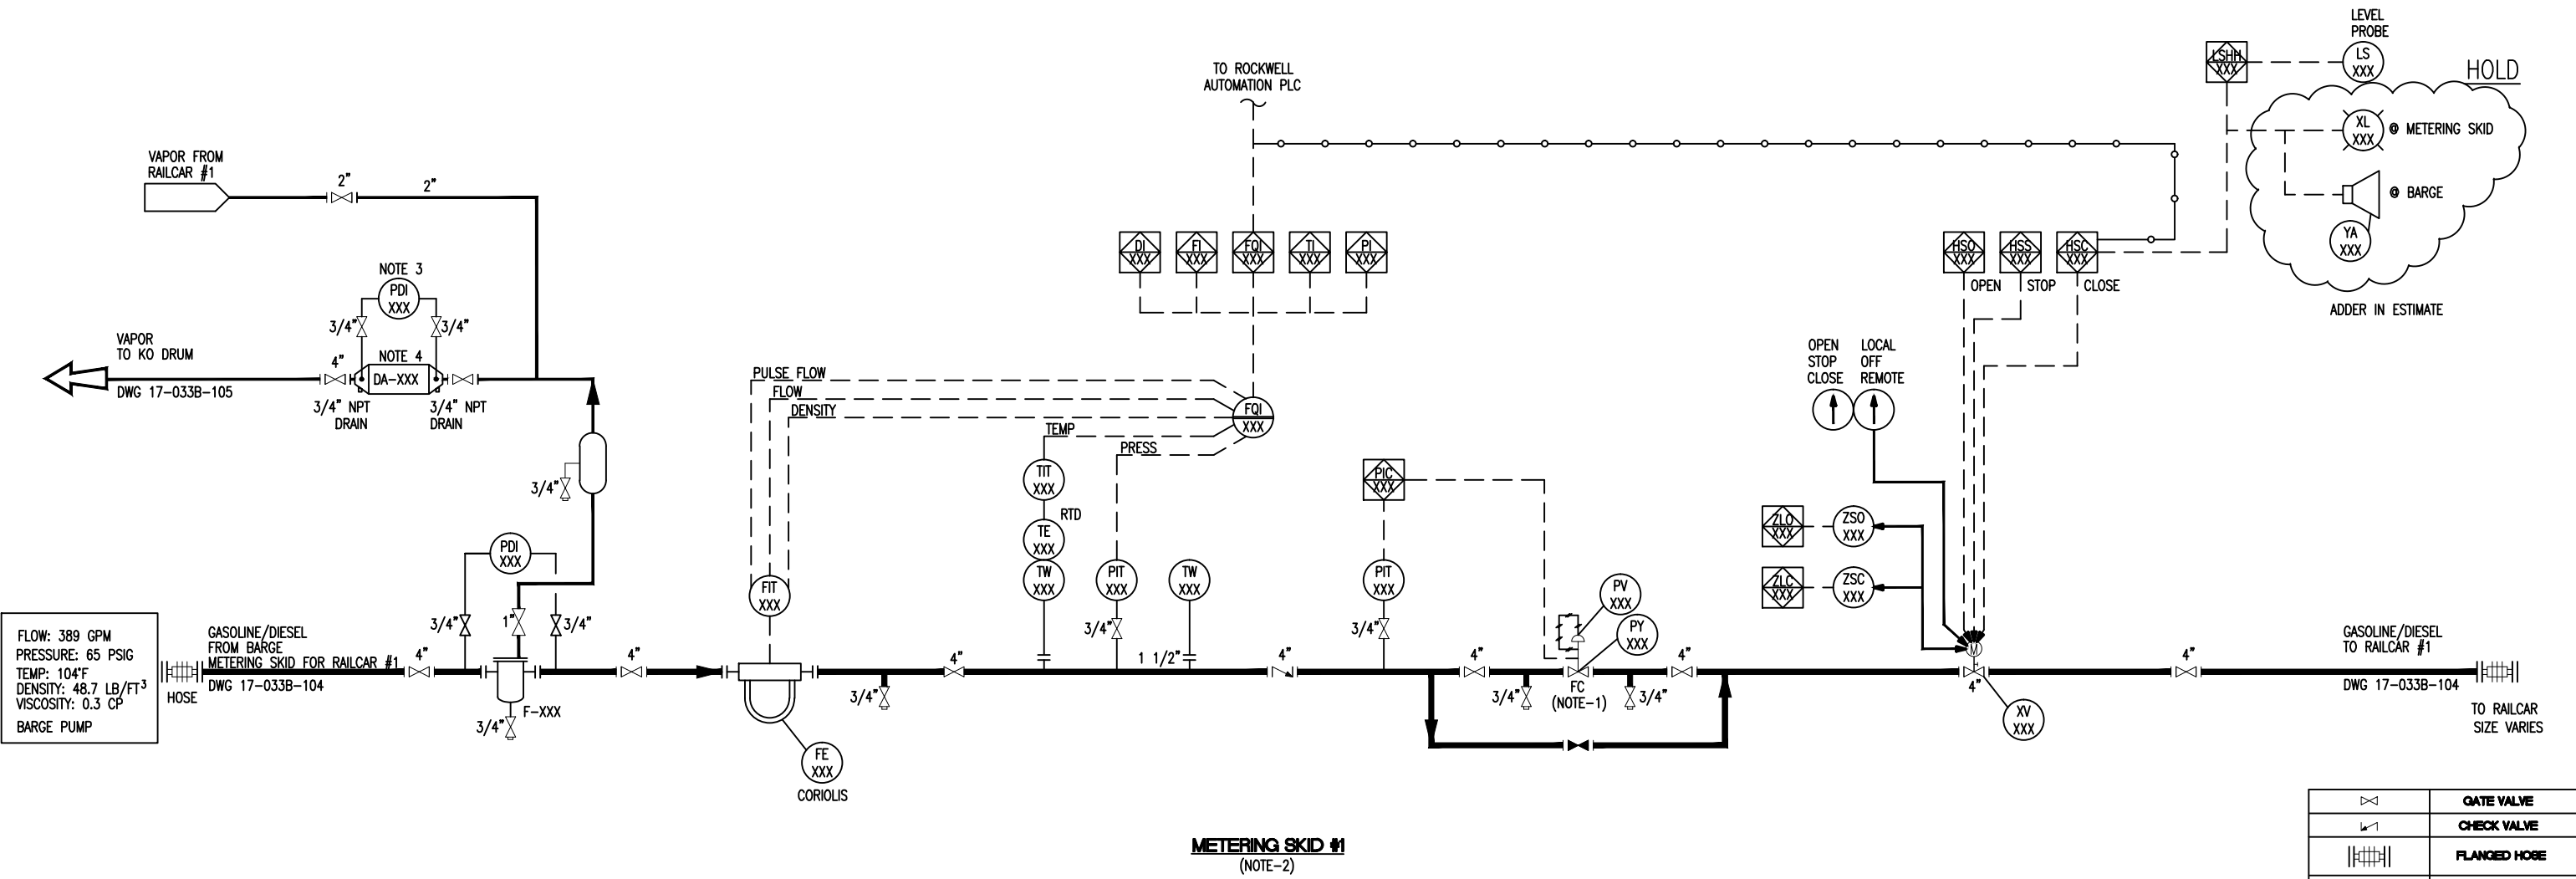 LEVEL
PROBE
LSHH
XXX
LS
XXX
HOLD
XL
XXX
@ METERING SKID
@ BARGE
YA
XXX
ADDER IN ESTIMATE
TO ROCKWELL
AUTOMATION PLC
VAPOR FROM
RAILCAR #1
2"
2"
NOTE 3
PDI
XXX
3/4"
3/4"
VAPOR
TO KO DRUM
4"
NOTE 4
DA-XXX
DWG 17-033B-105
3/4" NPT
DRAIN
3/4" NPT
DRAIN
3/4"
DI
XXX
FI
XXX
FQI
XXX
TI
XXX
PI
XXX
HSO
XXX
HSS
XXX
HSC
XXX
OPEN
STOP
CLOSE
OPEN
STOP
CLOSE
LOCAL
OFF
REMOTE
PULSE FLOW
FLOW
DENSITY
TEMP
PRESS
FQI
XXX
TIT
XXX
RTD
TE
XXX
TW
XXX
PIT
XXX
TW
XXX
PIC
XXX
PIT
XXX
PV
XXX
PY
XXX
ZLO
XXX
ZSO
XXX
ZLC
XXX
ZSC
XXX
PDI
XXX
3/4"
1"
3/4"
FIT
XXX
3/4"
3/4"
M
FLOW: 389 GPM
PRESSURE: 65 PSIG
TEMP: 104°F
DENSITY: 48.7 LB/FT3
VISCOSITY: 0.3 CP
BARGE PUMP
HOSE
GASOLINE/DIESEL
FROM BARGE
METERING SKID FOR RAILCAR #1
DWG 17-033B-104
4"
3/4"
F-XXX
4"
3/4"
4"
1 1/2"
4"
4"
3/4"
FC
(NOTE-1)
3/4"
4"
4"
XV
XXX
4"
GASOLINE/DIESEL
TO RAILCAR #1
DWG 17-033B-104
TO RAILCAR
SIZE VARIES
FE
XXX
CORIOLIS
METERING SKID #1
(NOTE-2)
GATE VALVE
CHECK VALVE
FLANGED HOSE